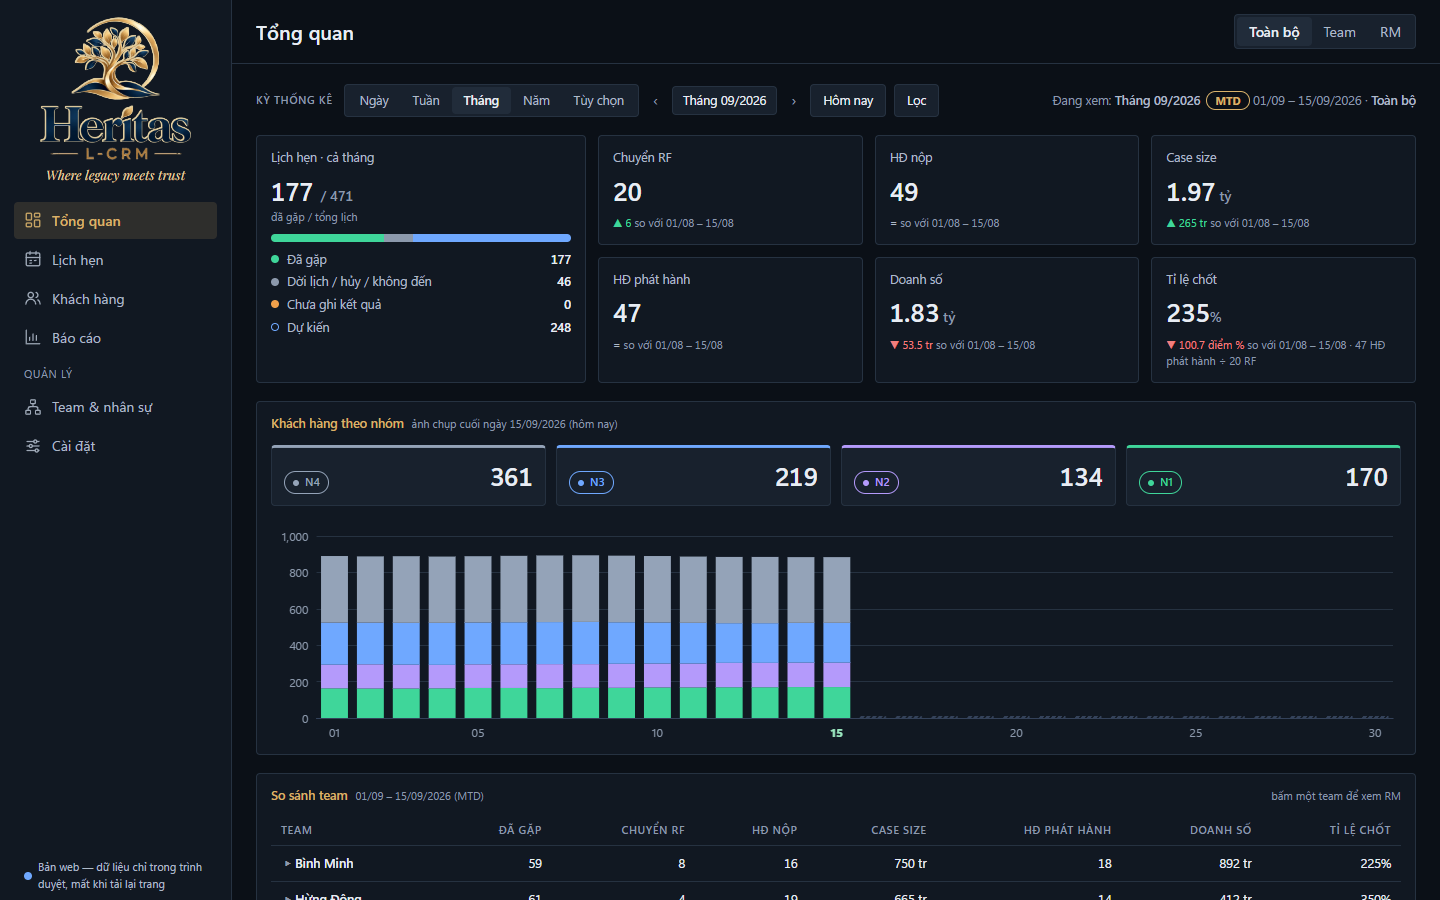 Heritas
L-CRM
Where legacy meets trust
Tổng quan
Lịch hẹn
Khách hàng
Báo cáo
QUẢN LÝ
Team & nhân sự
Cài đặt
Bản web — dữ liệu chỉ trong trình
duyệt, mất khi tải lại trang
Tổng quan
Toàn bộ Team RM
KỲ THỐNG KÊ Ngày Tuần Tháng Năm Tùy chọn ‹ Tháng 09/2026 › Hôm nay Lọc Đang xem: Tháng 09/2026 MTD 01/09 – 15/09/2026 · Toàn bộ
Lịch hẹn · cả tháng
177 / 471
đã gặp / tổng lịch
Đã gặp 177
Dời lịch / hủy / không đến 46
Chưa ghi kết quả 0
Dự kiến 248
Chuyển RF
20
▲ 6 so với 01/08 – 15/08
HĐ nộp
49
= so với 01/08 – 15/08
Case size
1.97 tỷ
▲ 265 tr so với 01/08 – 15/08
HĐ phát hành
47
= so với 01/08 – 15/08
Doanh số
1.83 tỷ
▼ 53.5 tr so với 01/08 – 15/08
Tỉ lệ chốt
235%
▼ 100.7 điểm % so với 01/08 – 15/08 · 47 HĐ
phát hành ÷ 20 RF
Khách hàng theo nhóm ảnh chụp cuối ngày 15/09/2026 (hôm nay)
N4 361
N3 219
N2 134
N1 170
1,000
800
600
400
200
0
01 05 10 15 20 25 30
So sánh team 01/09 – 15/09/2026 (MTD) bấm một team để xem RM
TEAM ĐÃ GẶP CHUYỂN RF HĐ NỘP CASE SIZE HĐ PHÁT HÀNH DOANH SỐ TỈ LỆ CHỐT
▸ Bình Minh 59 8 16 750 tr 18 892 tr 225%
▸ Hừng Đông 61 4 19 665 tr 14 412 tr 350%